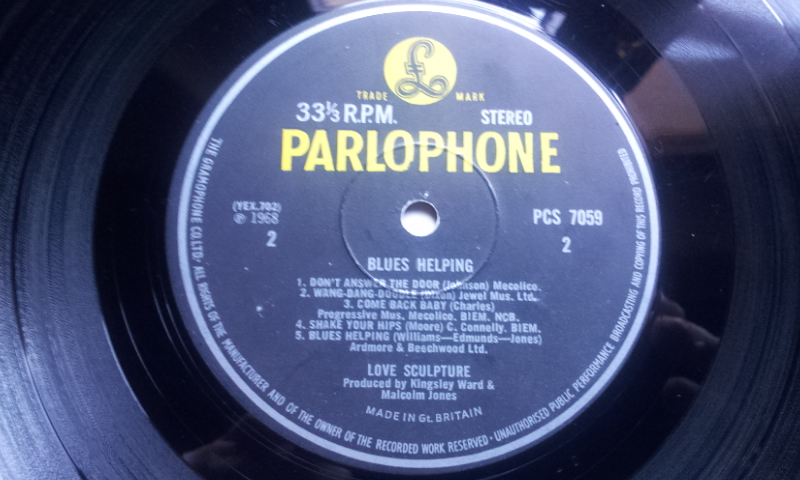 £
TRADE MARK
33⅓ R.P.M. STEREO
PARLOPHONE
(YEX.702)
℗ 1968
2
PCS 7059
2
BLUES HELPING
1. DON'T ANSWER THE DOOR (Johnson) Mecolico.
2. WANG-DANG-DOODLE (Dixon) Jewel Mus. Ltd.
3. COME BACK BABY (Charles)
Progressive Mus. Mecolico. BIEM. NCB.
4. SHAKE YOUR HIPS (Moore) C. Connelly. BIEM.
5. BLUES HELPING (Williams—Edmunds—Jones)
Ardmore & Beechwood Ltd.
LOVE SCULPTURE
Produced by Kingsley Ward &
Malcolm Jones
MADE IN Gt. BRITAIN
THE GRAMOPHONE CO. LTD. · ALL RIGHTS OF THE MANUFACTURER AND OF THE OWNER OF THE RECORDED WORK RESERVED · UNAUTHORISED PUBLIC PERFORMANCE BROADCASTING AND COPYING OF THIS RECORD PROHIBITED